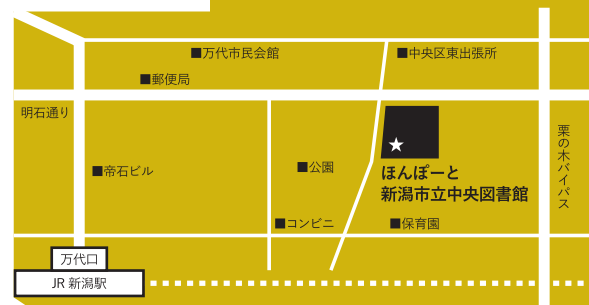 ■万代市民会館
■中央区東出張所
■郵便局
明石通り
栗の木バイパス
■帝石ビル
■公園
ほんぽーと
新潟市立中央図書館
■コンビニ
■保育園
万代口
JR 新潟駅